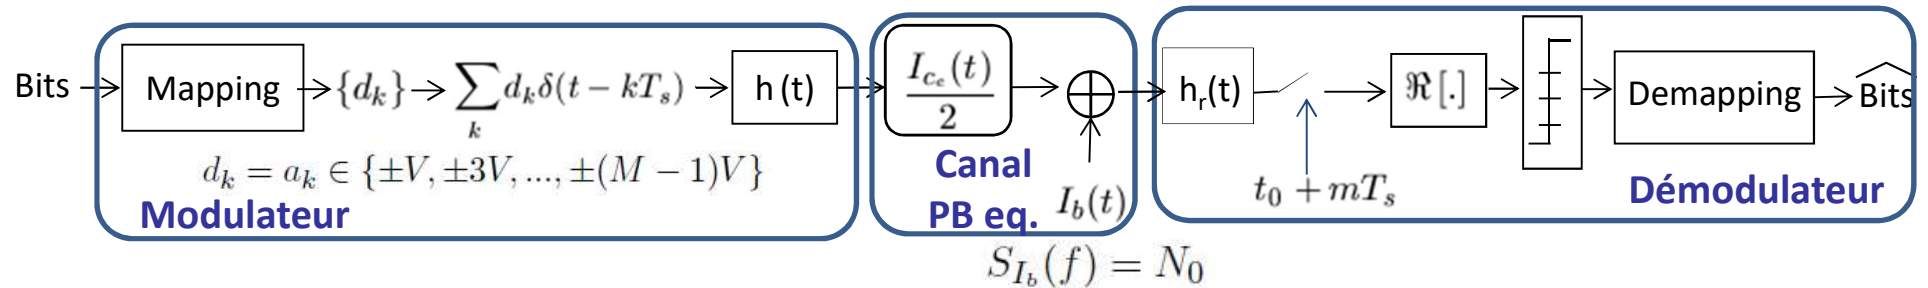 Bits → Mapping → {d_k} → ∑_k d_k δ(t − kT_s) → h (t) → I_{c_e}(t)/2 → ⊕ → h_r(t) → ℜ [.] → Demapping → \widehat{Bits}
d_k = a_k ∈ {±V, ±3V, ..., ±(M − 1)V}
Modulateur
Canal
PB eq.
I_b(t)
t_0 + mT_s
Démodulateur
S_{I_b}(f) = N_0